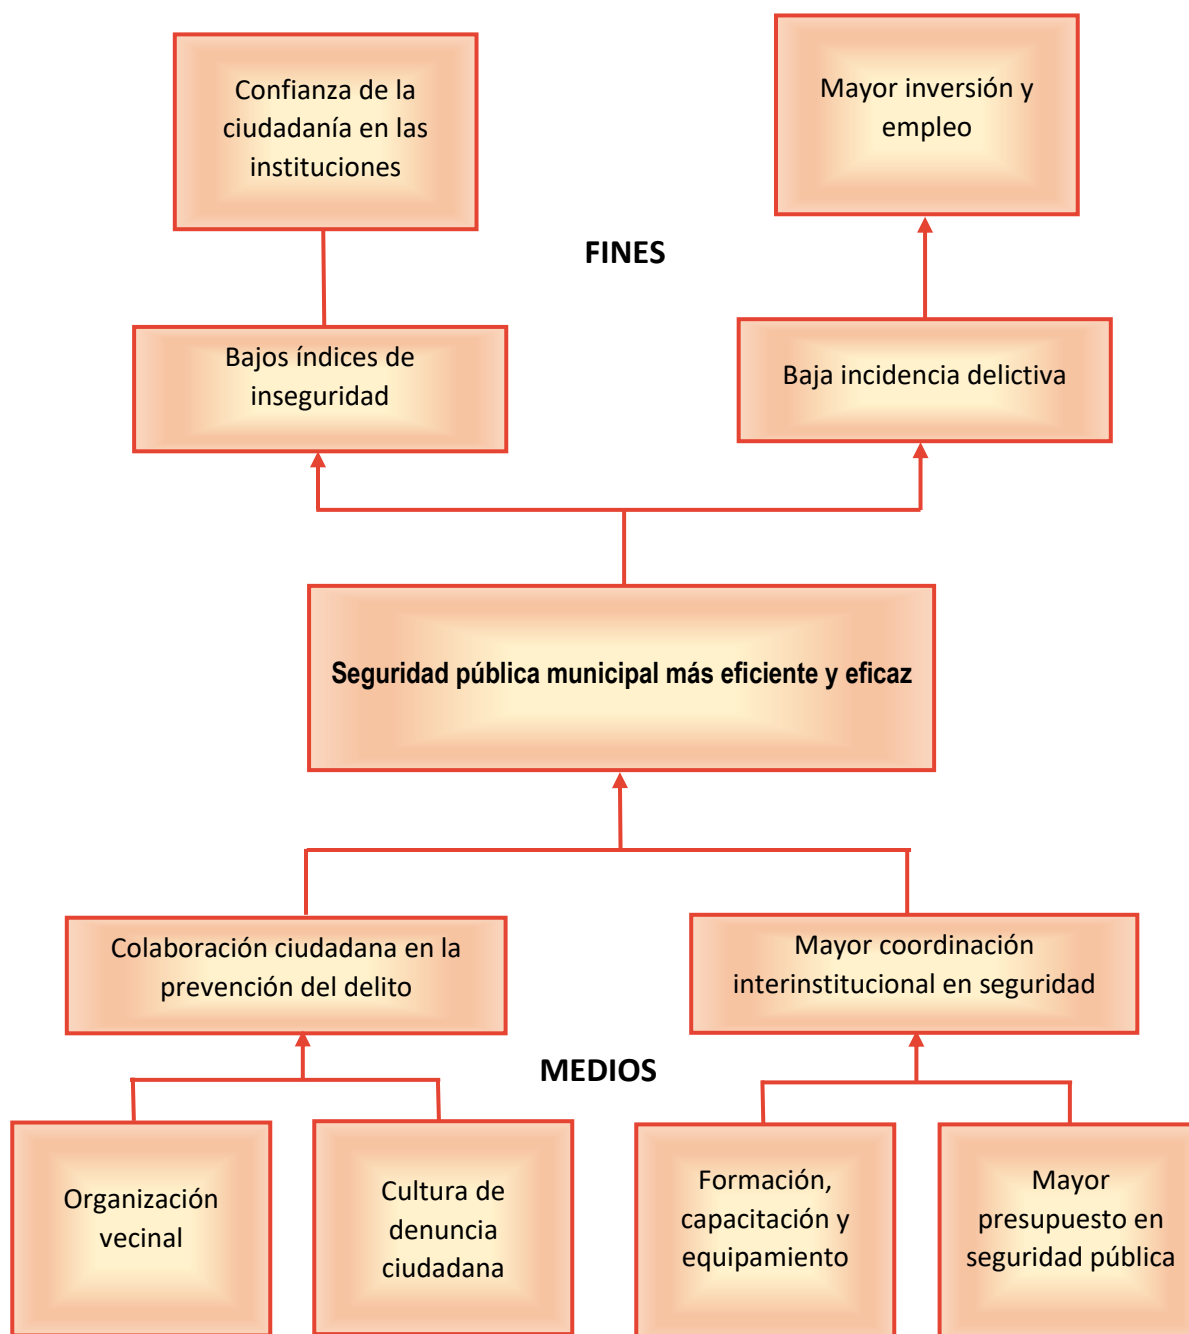 Confianza de la
ciudadanía en las
instituciones
Mayor inversión y
empleo
FINES
Bajos índices de
inseguridad
Baja incidencia delictiva
Seguridad pública municipal más eficiente y eficaz
Colaboración ciudadana en la
prevención del delito
Mayor coordinación
interinstitucional en seguridad
MEDIOS
Organización
vecinal
Cultura de
denuncia
ciudadana
Formación,
capacitación y
equipamiento
Mayor
presupuesto en
seguridad pública